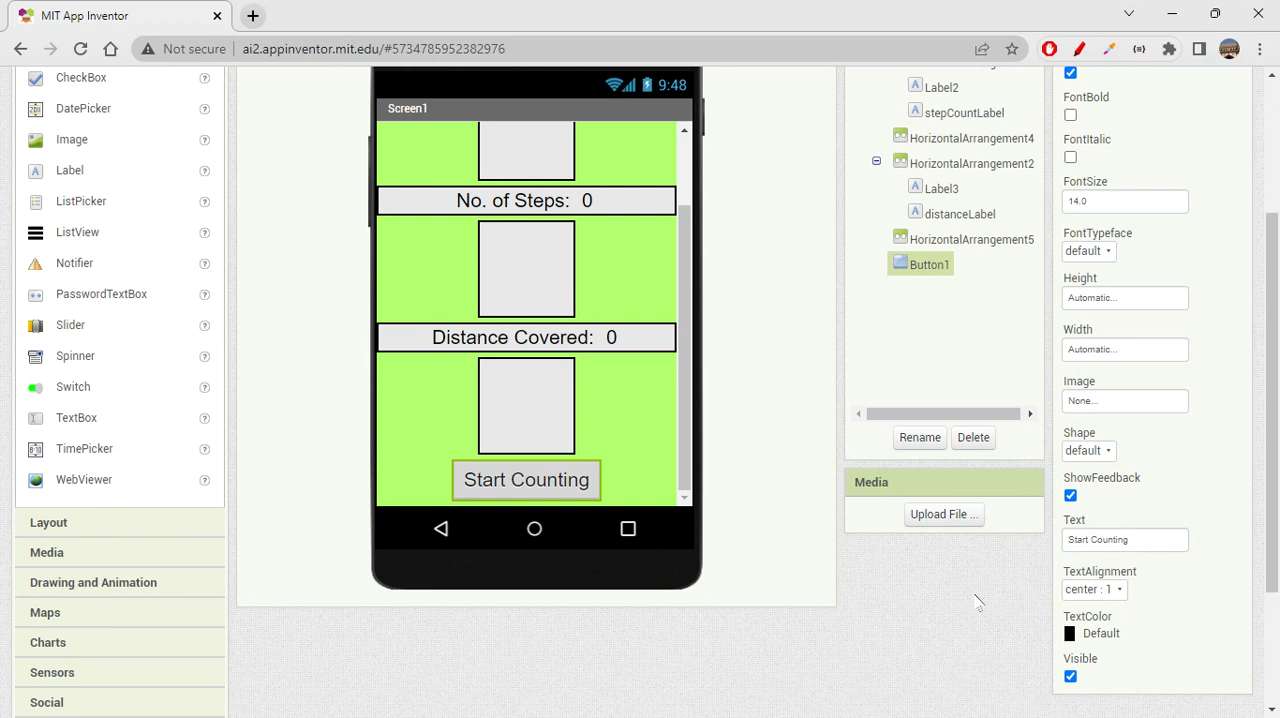 MIT App Inventor
Not secure
ai2.appinventor.mit.edu/#5734785952382976
CheckBox
DatePicker
Image
Label
ListPicker
ListView
Notifier
PasswordTextBox
Slider
Spinner
Switch
TextBox
TimePicker
WebViewer
Layout
Media
Drawing and Animation
Maps
Charts
Sensors
Social
9:48
Screen1
No. of Steps: 0
Distance Covered: 0
Start Counting
Label2
stepCountLabel
HorizontalArrangement4
HorizontalArrangement2
Label3
distanceLabel
HorizontalArrangement5
Button1
Rename Delete
Media
Upload File ...
FontBold
FontItalic
FontSize
14.0
FontTypeface
default
Height
Automatic...
Width
Automatic...
Image
None...
Shape
default
ShowFeedback
Text
Start Counting
TextAlignment
center : 1
TextColor
Default
Visible